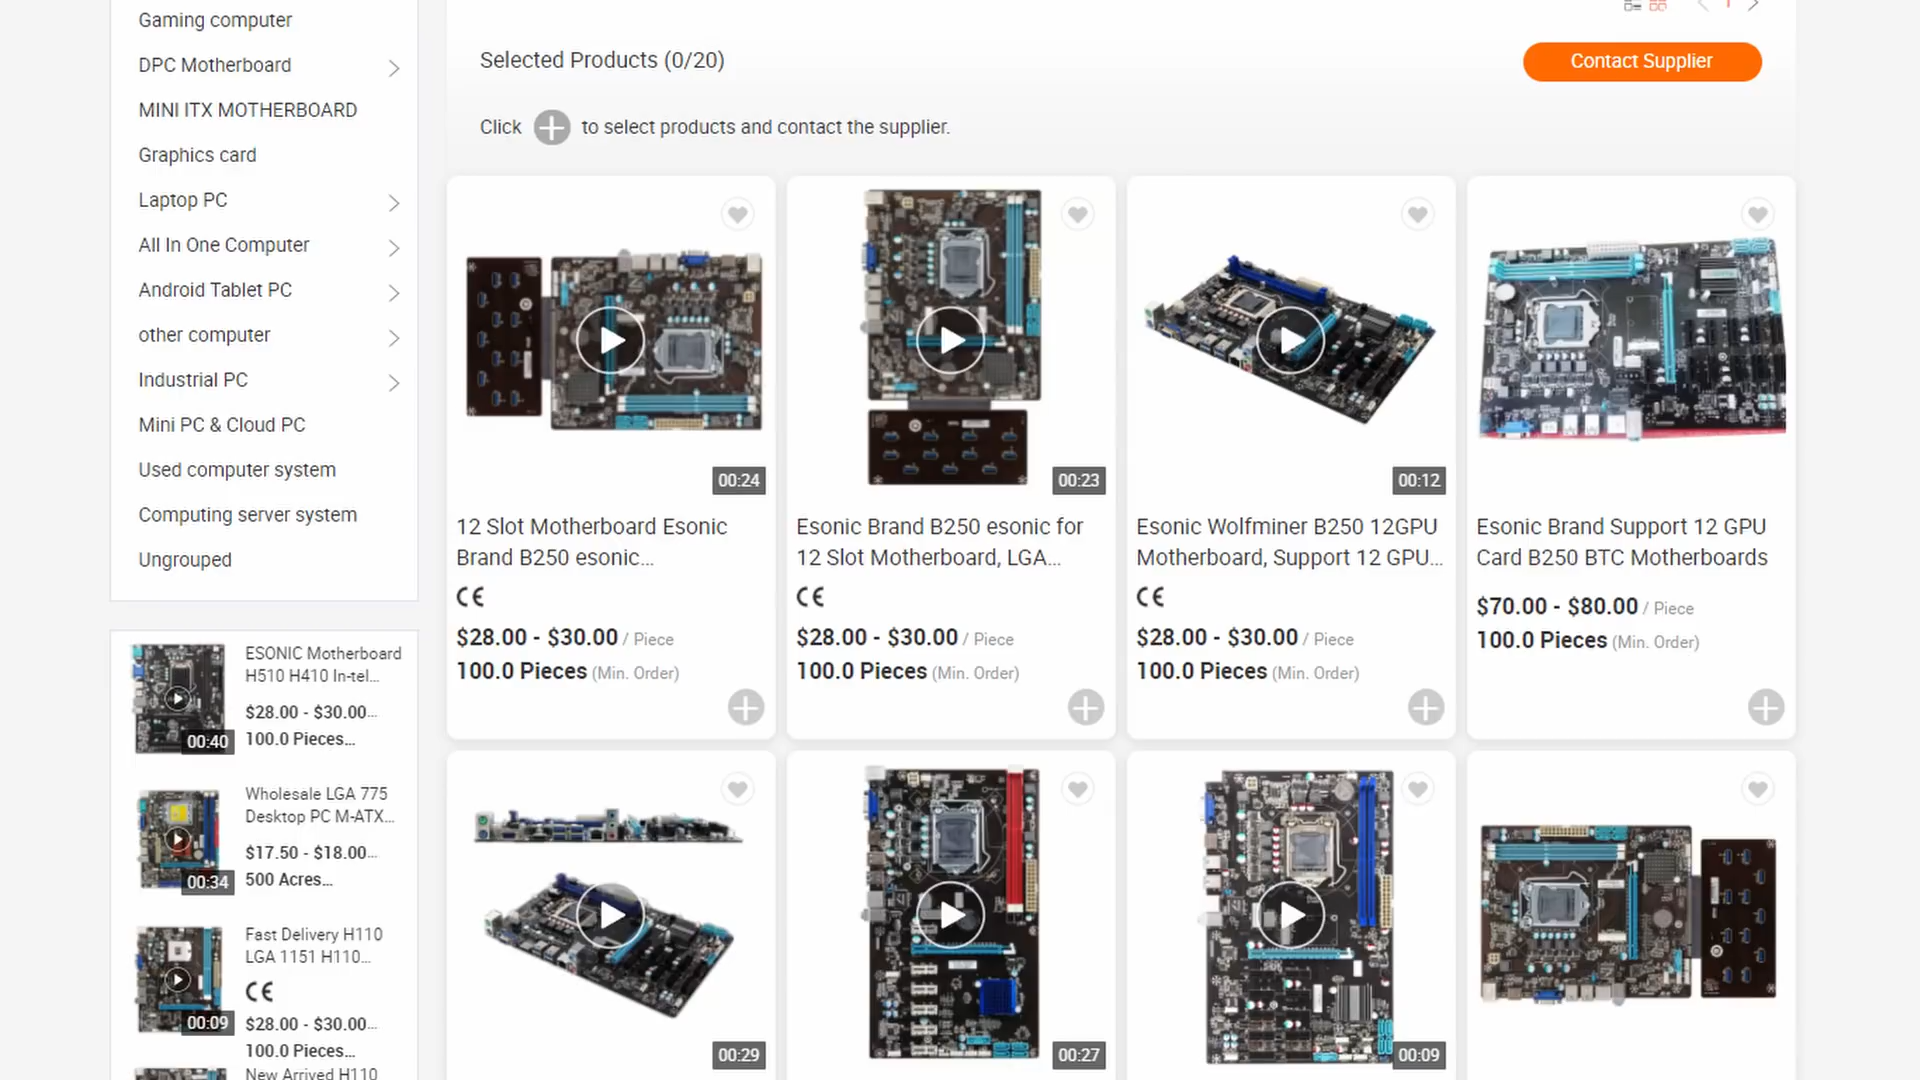 Gaming computer
DPC Motherboard
MINI ITX MOTHERBOARD
Graphics card
Laptop PC
All In One Computer
Android Tablet PC
other computer
Industrial PC
Mini PC & Cloud PC
Used computer system
Computing server system
Ungrouped
00:40
ESONIC Motherboard
H510 H410 In-tel...
$28.00 - $30.00...
100.0 Pieces...
00:34
Wholesale LGA 775
Desktop PC M-ATX...
$17.50 - $18.00...
500 Acres...
00:09
Fast Delivery H110
LGA 1151 H110...
CE
$28.00 - $30.00...
100.0 Pieces...
New Arrived H110
Selected Products (0/20)
Contact Supplier
Click
to select products and contact the supplier.
00:24
12 Slot Motherboard Esonic
Brand B250 esonic...
CE
$28.00 - $30.00 / Piece
100.0 Pieces (Min. Order)
00:23
Esonic Brand B250 esonic for
12 Slot Motherboard, LGA...
CE
$28.00 - $30.00 / Piece
100.0 Pieces (Min. Order)
00:12
Esonic Wolfminer B250 12GPU
Motherboard, Support 12 GPU...
CE
$28.00 - $30.00 / Piece
100.0 Pieces (Min. Order)
Esonic Brand Support 12 GPU
Card B250 BTC Motherboards
$70.00 - $80.00 / Piece
100.0 Pieces (Min. Order)
00:29
00:27
00:09